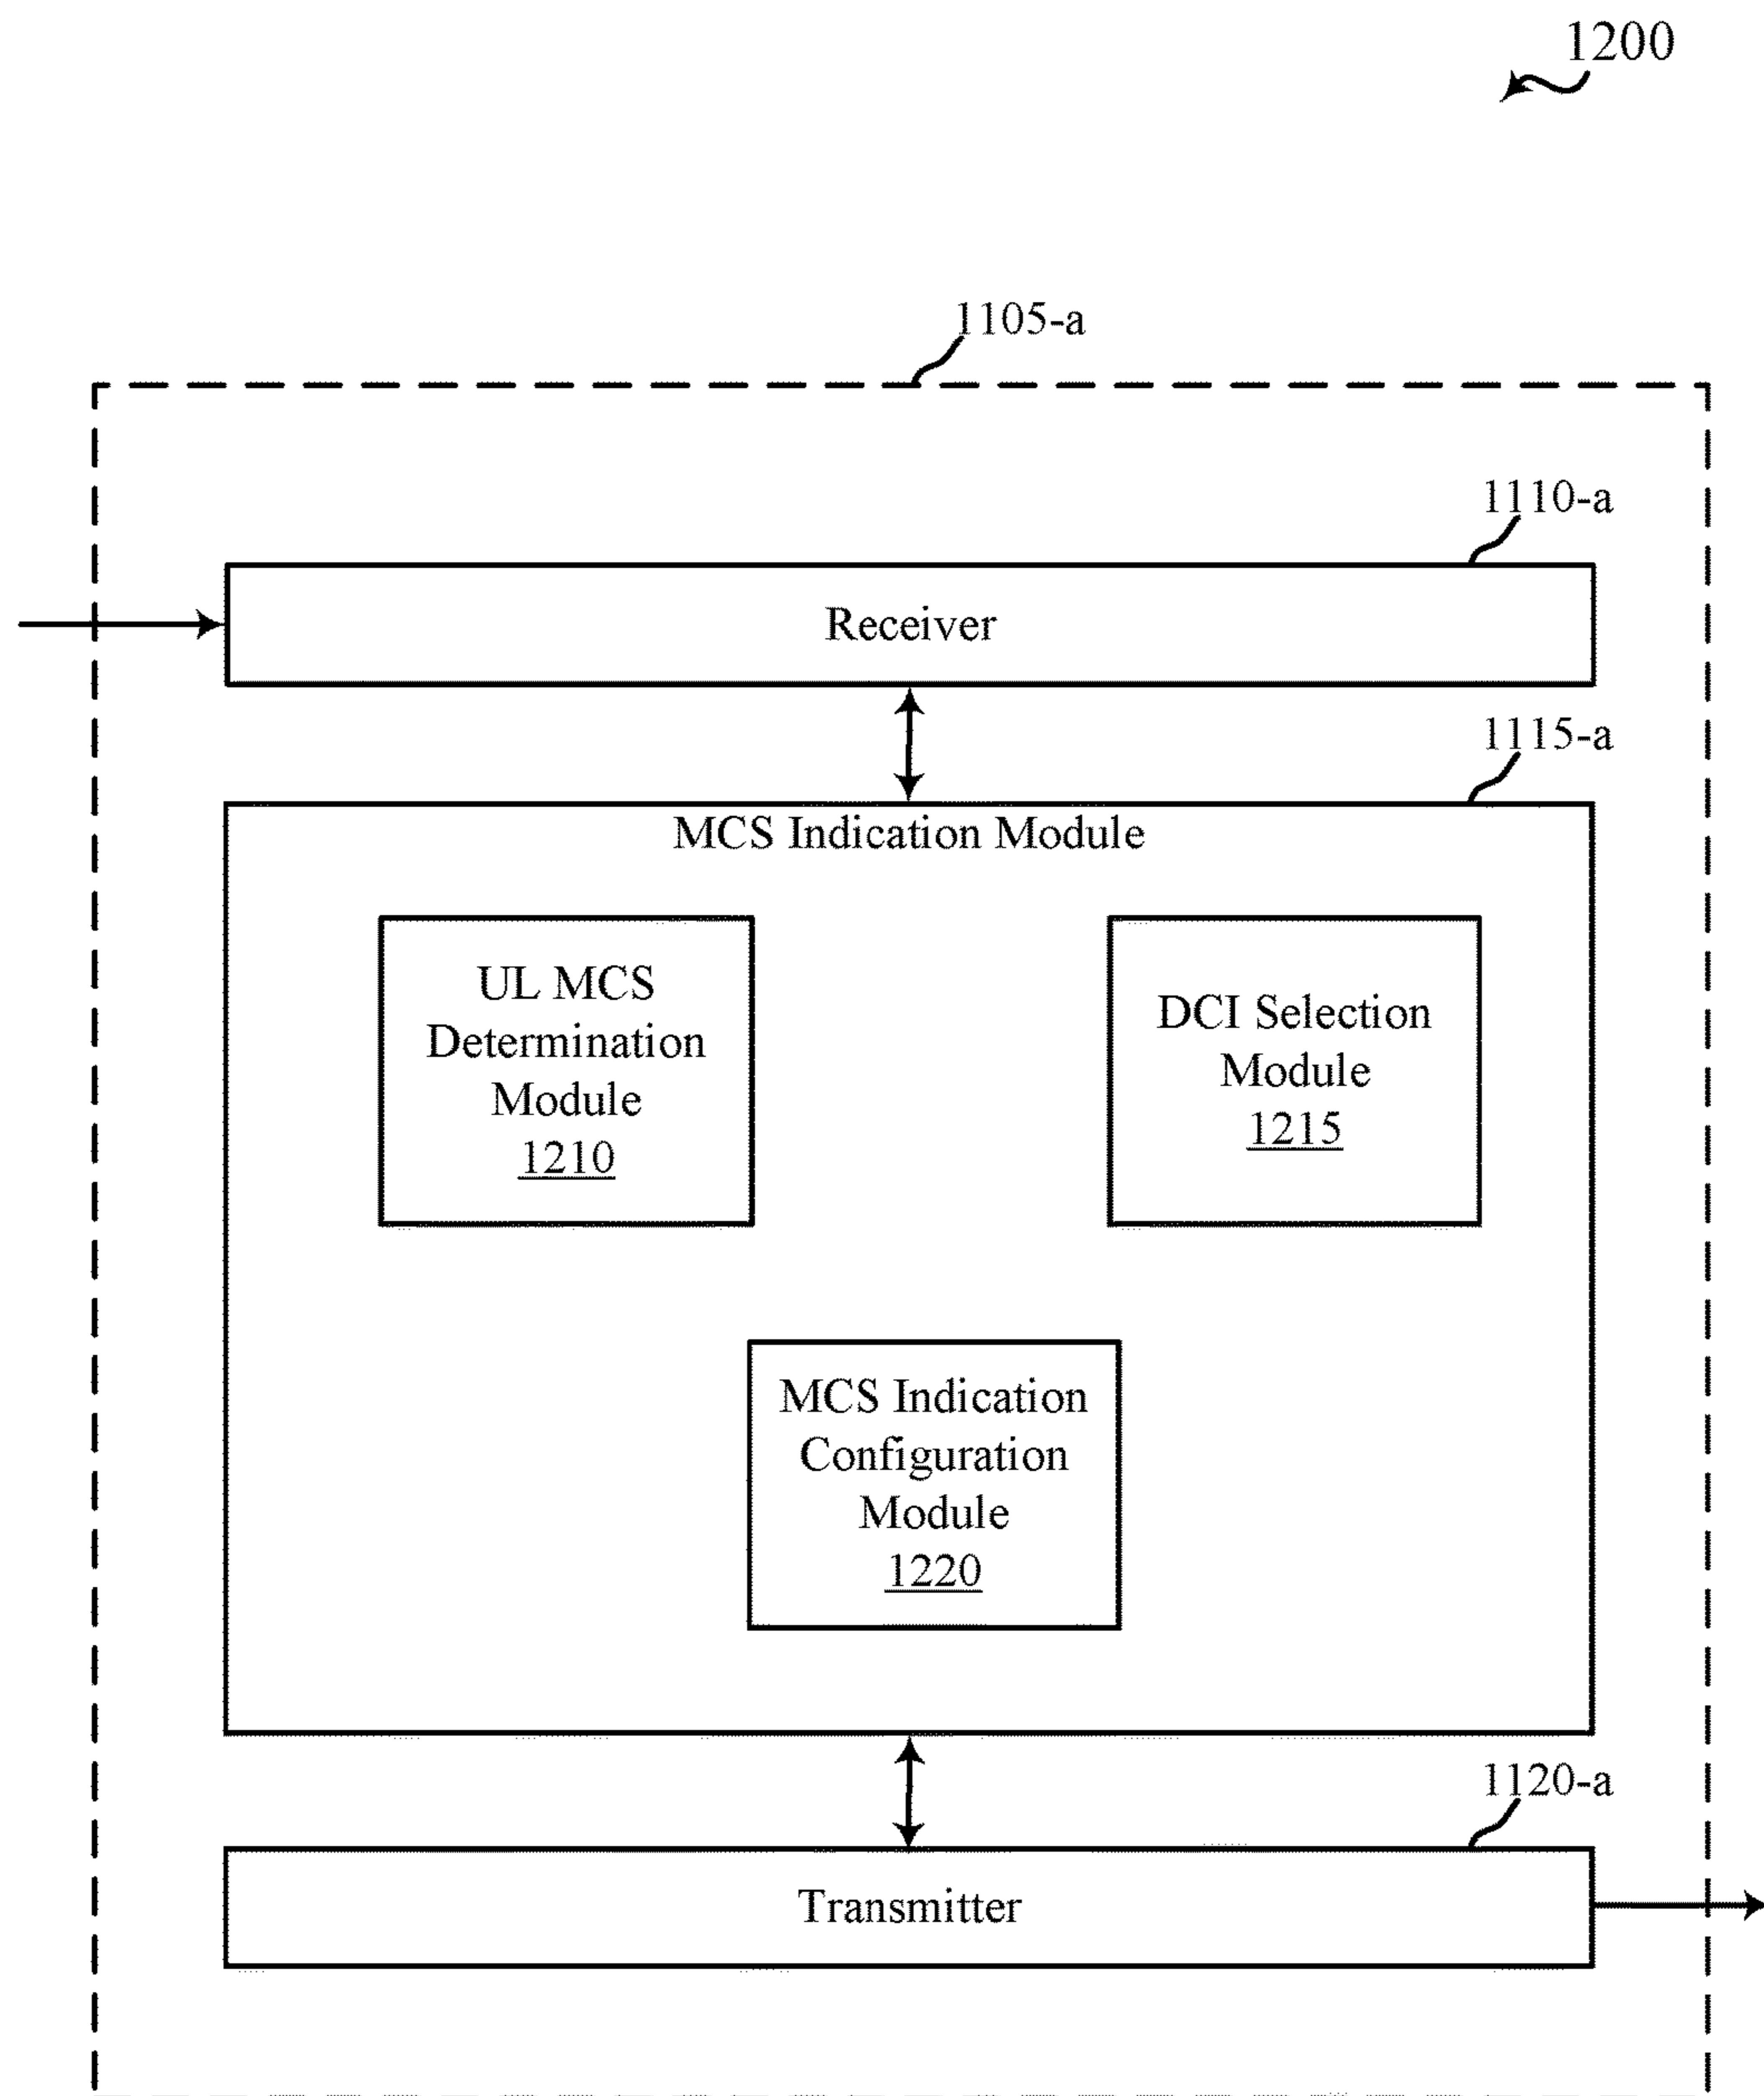 1200
1105-a
1110-a
Receiver
1115-a
MCS Indication Module
UL MCS
Determination
Module
1210
DCI Selection
Module
1215
MCS Indication
Configuration
Module
1220
1120-a
Transmitter